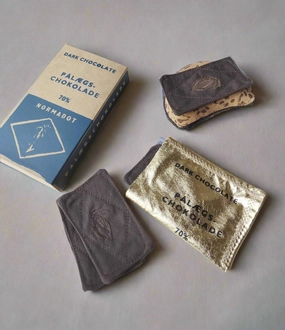 DARK CHOCOLATE
PÅLÆGS-
CHOKOLADE
70%
NORMADOT
DARK CHOCOLATE
PÅLÆGS-
CHOKOLADE
70%